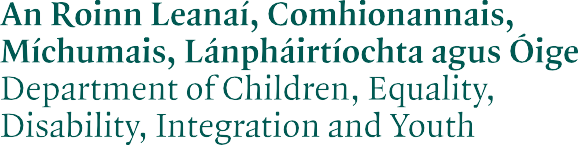 An Roinn Leanaí, Comhionannais,
Míchumais, Lánpháirtíochta agus Óige
Department of Children, Equality,
Disability, Integration and Youth